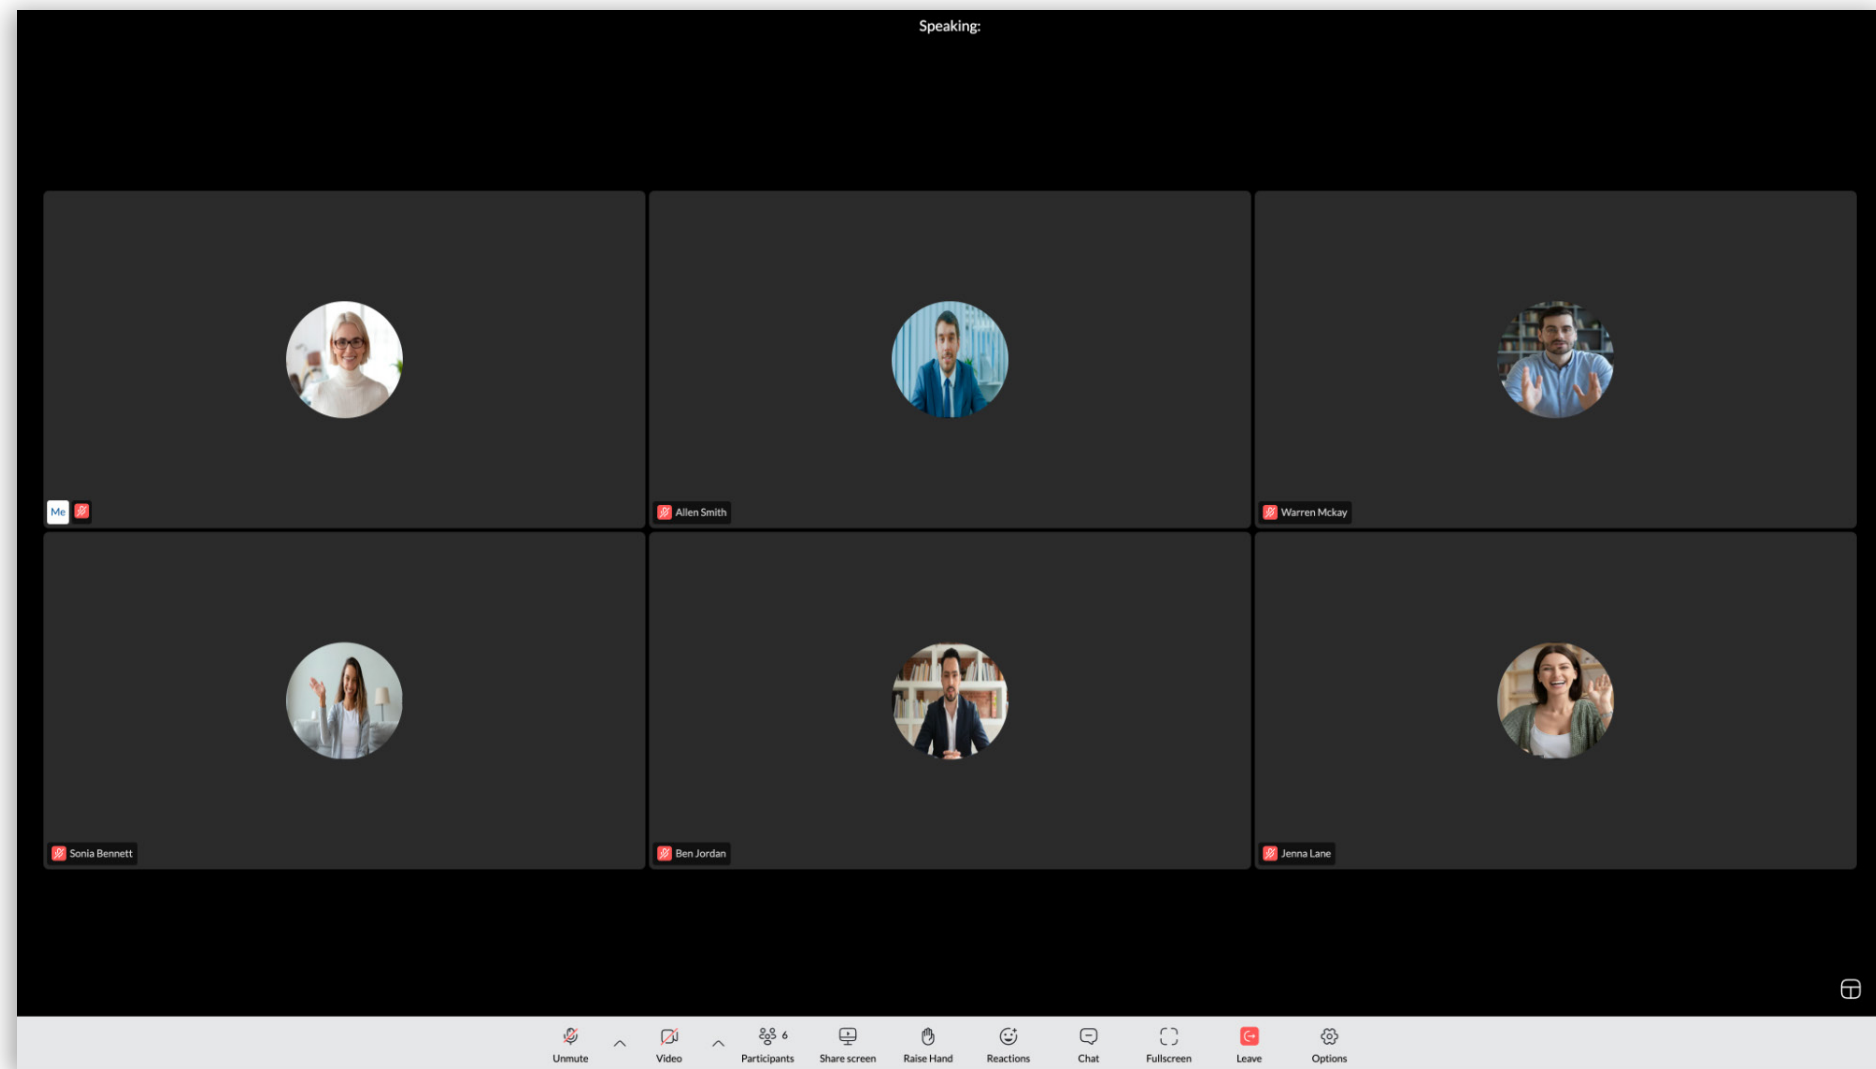 Speaking:
Me
Allen Smith
Warren Mckay
Sonia Bennett
Ben Jordan
Jenna Lane
6
Unmute
Video
Participants
Share screen
Raise Hand
Reactions
Chat
Fullscreen
Leave
Options